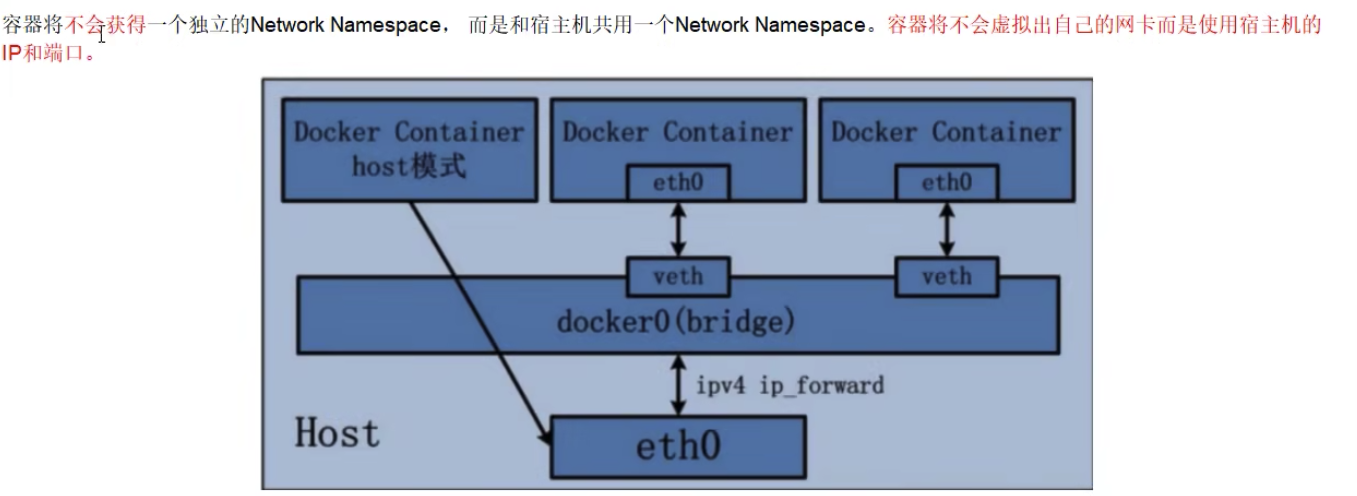 容器将不会获得一个独立的Network Namespace， 而是和宿主机共用一个Network Namespace。容器将不会虚拟出自己的网卡而是使用宿主机的
IP和端口。
Docker Container
host模式
Docker Container
eth0
Docker Container
eth0
veth
veth
docker0(bridge)
ipv4 ip_forward
Host
eth0